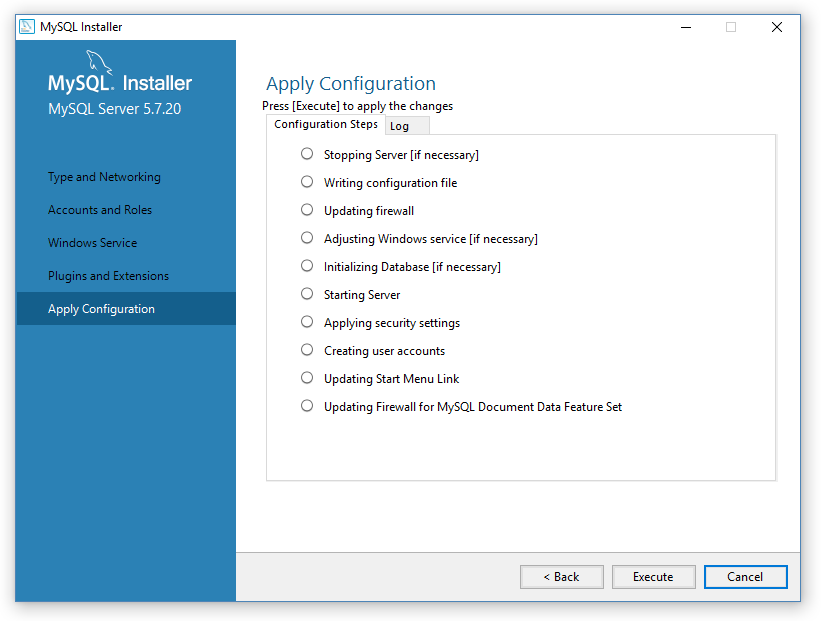 MySQL Installer
MySQL® Installer
MySQL Server 5.7.20
Type and Networking
Accounts and Roles
Windows Service
Plugins and Extensions
Apply Configuration
Apply Configuration
Press [Execute] to apply the changes
Configuration Steps Log
Stopping Server [if necessary]
Writing configuration file
Updating firewall
Adjusting Windows service [if necessary]
Initializing Database [if necessary]
Starting Server
Applying security settings
Creating user accounts
Updating Start Menu Link
Updating Firewall for MySQL Document Data Feature Set
< Back Execute Cancel